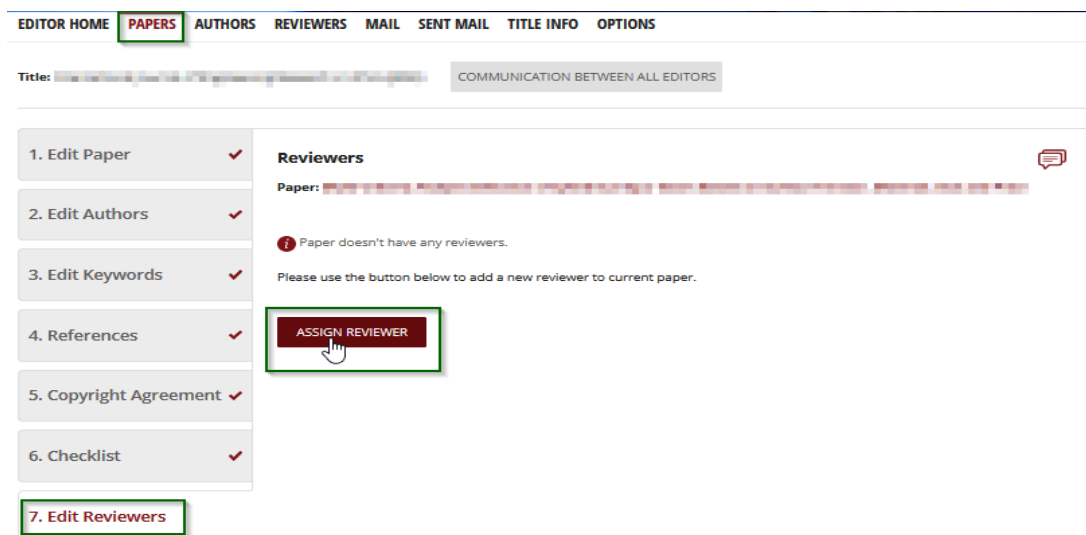 EDITOR HOME PAPERS AUTHORS REVIEWERS MAIL SENT MAIL TITLE INFO OPTIONS
Title:
COMMUNICATION BETWEEN ALL EDITORS
1. Edit Paper
2. Edit Authors
3. Edit Keywords
4. References
5. Copyright Agreement
6. Checklist
7. Edit Reviewers
Reviewers
Paper:
Paper doesn't have any reviewers.
Please use the button below to add a new reviewer to current paper.
ASSIGN REVIEWER